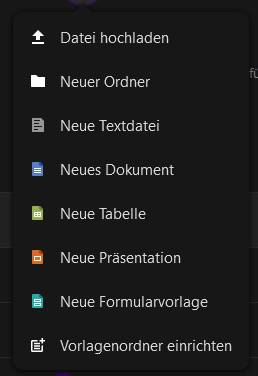 Datei hochladen
Neuer Ordner
Neue Textdatei
Neues Dokument
Neue Tabelle
Neue Präsentation
Neue Formularvorlage
Vorlagenordner einrichten